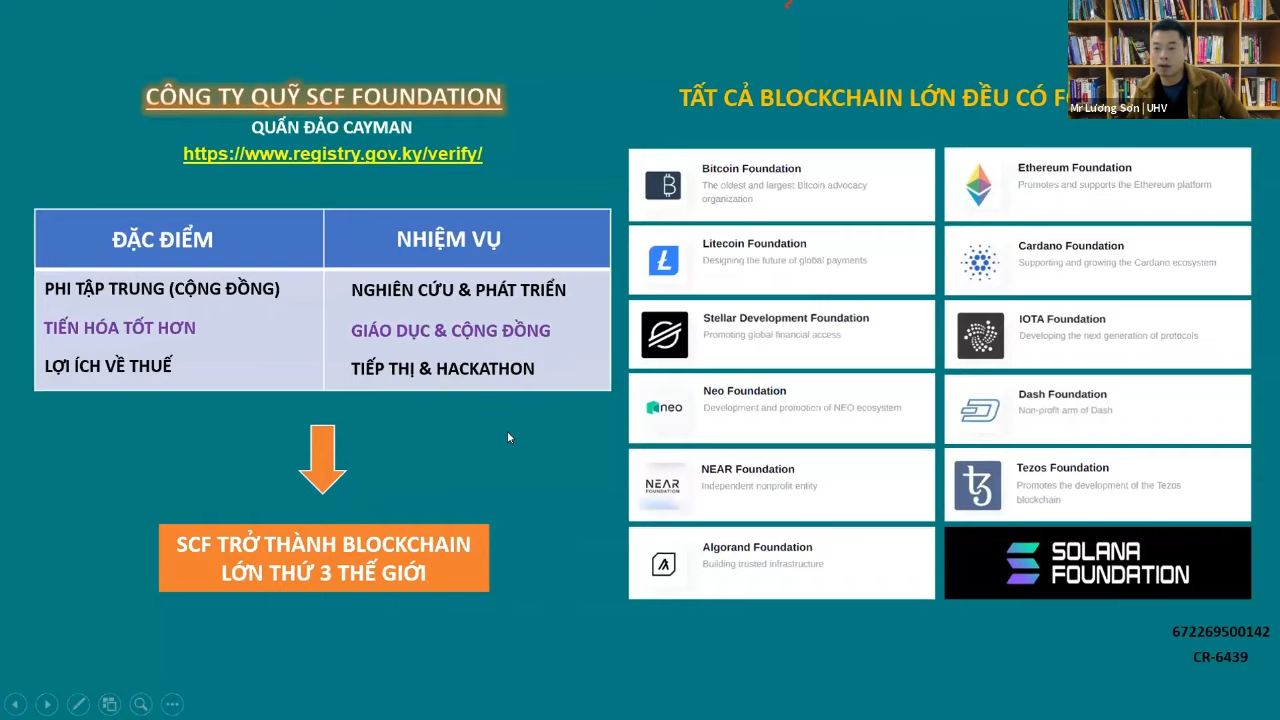 CÔNG TY QUỸ SCF FOUNDATION
QUẦN ĐẢO CAYMAN
https://www.registry.gov.ky/verify/
ĐẶC ĐIỂM
NHIỆM VỤ
PHI TẬP TRUNG (CỘNG ĐỒNG)
NGHIÊN CỨU & PHÁT TRIỂN
TIẾN HÓA TỐT HƠN
GIÁO DỤC & CỘNG ĐỒNG
LỢI ÍCH VỀ THUẾ
TIẾP THỊ & HACKATHON
SCF TRỞ THÀNH BLOCKCHAIN
LỚN THỨ 3 THẾ GIỚI
TẤT CẢ BLOCKCHAIN LỚN ĐỀU CÓ
Mr Lương Sơn | UHV
Bitcoin Foundation
The oldest and largest Bitcoin advocacy
organization
Ethereum Foundation
Promotes and supports the Ethereum platform
Litecoin Foundation
Designing the future of global payments
Cardano Foundation
Supporting and growing the Cardano ecosystem
Stellar Development Foundation
Promoting global financial access
IOTA Foundation
Developing the next generation of protocols
neo
Neo Foundation
Development and promotion of NEO ecosystem
Dash Foundation
Non-profit arm of Dash
NEAR
FOUNDATION
NEAR Foundation
Independent nonprofit entity
Tezos Foundation
Promotes the development of the Tezos
blockchain
Algorand Foundation
Building trusted infrastructure
SOLANA
FOUNDATION
672269500142
CR-6439